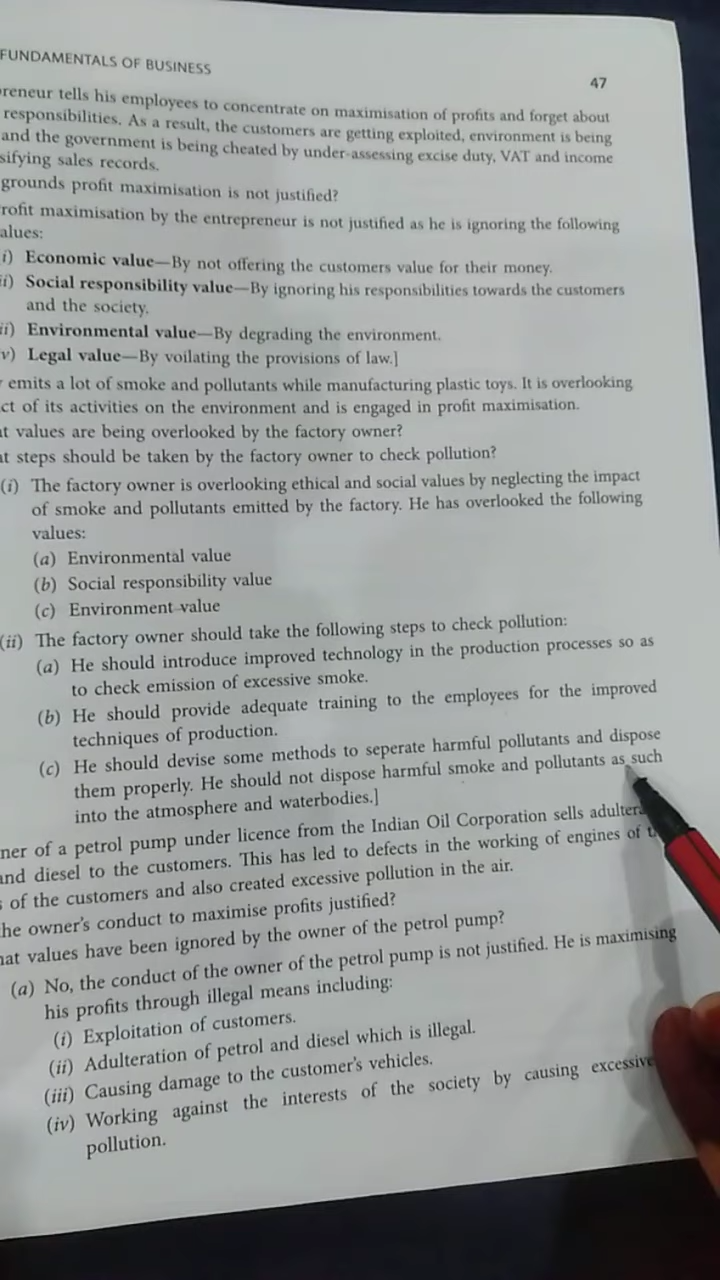 FUNDAMENTALS OF BUSINESS
47
reneur tells his employees to concentrate on maximisation of profits and forget about
responsibilities. As a result, the customers are getting exploited, environment is being
and the government is being cheated by under-assessing excise duty, VAT and income
sifying sales records.
grounds profit maximisation is not justified?
rofit maximisation by the entrepreneur is not justified as he is ignoring the following
alues:
i) Economic value—By not offering the customers value for their money.
ii) Social responsibility value—By ignoring his responsibilities towards the customers
and the society.
ii) Environmental value—By degrading the environment.
v) Legal value—By voilating the provisions of law.]
emits a lot of smoke and pollutants while manufacturing plastic toys. It is overlooking
ct of its activities on the environment and is engaged in profit maximisation.
at values are being overlooked by the factory owner?
at steps should be taken by the factory owner to check pollution?
(i) The factory owner is overlooking ethical and social values by neglecting the impact
of smoke and pollutants emitted by the factory. He has overlooked the following
values:
(a) Environmental value
(b) Social responsibility value
(c) Environment value
(ii) The factory owner should take the following steps to check pollution:
(a) He should introduce improved technology in the production processes so as
to check emission of excessive smoke.
(b) He should provide adequate training to the employees for the improved
techniques of production.
(c) He should devise some methods to seperate harmful pollutants and dispose
them properly. He should not dispose harmful smoke and pollutants as such
into the atmosphere and waterbodies.]
ner of a petrol pump under licence from the Indian Oil Corporation sells adultera
and diesel to the customers. This has led to defects in the working of engines of
s of the customers and also created excessive pollution in the air.
he owner's conduct to maximise profits justified?
hat values have been ignored by the owner of the petrol pump?
(a) No, the conduct of the owner of the petrol pump is not justified. He is maximising
his profits through illegal means including:
(i) Exploitation of customers.
(ii) Adulteration of petrol and diesel which is illegal.
(iii) Causing damage to the customer's vehicles.
(iv) Working against the interests of the society by causing excessive
pollution.